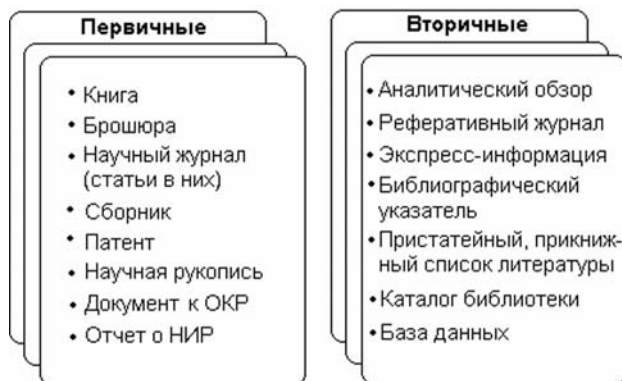 Первичные
• Книга
• Брошюра
• Научный журнал
(статьи в них)
• Сборник
• Патент
• Научная рукопись
• Документ к ОКР
• Отчет о НИР
Вторичные
• Аналитический обзор
• Реферативный журнал
• Экспресс-информация
• Библиографический
указатель
• Пристатейный, прикниж-
ный список литературы
• Каталог библиотеки
• База данных